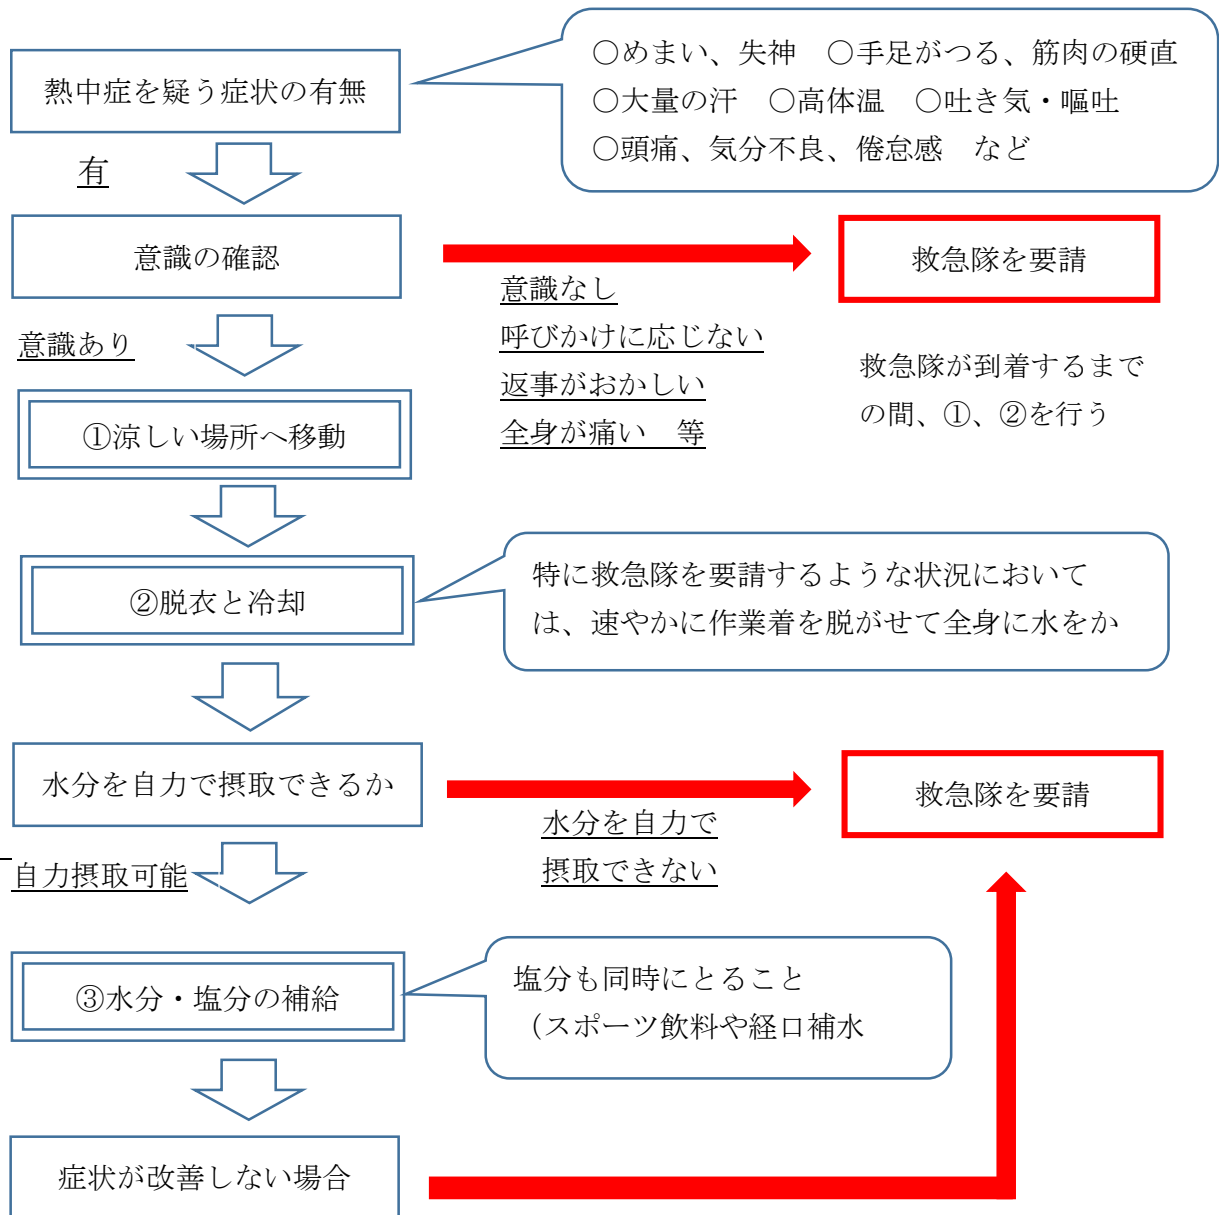 熱中症を疑う症状の有無
○めまい、失神　○手足がつる、筋肉の硬直
○大量の汗　○高体温　○吐き気・嘔吐
○頭痛、気分不良、倦怠感　など
有
意識の確認
救急隊を要請
意識なし
呼びかけに応じない
返事がおかしい
全身が痛い　等
救急隊が到着するまで
の間、①、②を行う
意識あり
①涼しい場所へ移動
②脱衣と冷却
特に救急隊を要請するような状況において
は、速やかに作業着を脱がせて全身に水をか
水分を自力で摂取できるか
救急隊を要請
水分を自力で
摂取できない
自力摂取可能
③水分・塩分の補給
塩分も同時にとること
（スポーツ飲料や経口補水
症状が改善しない場合